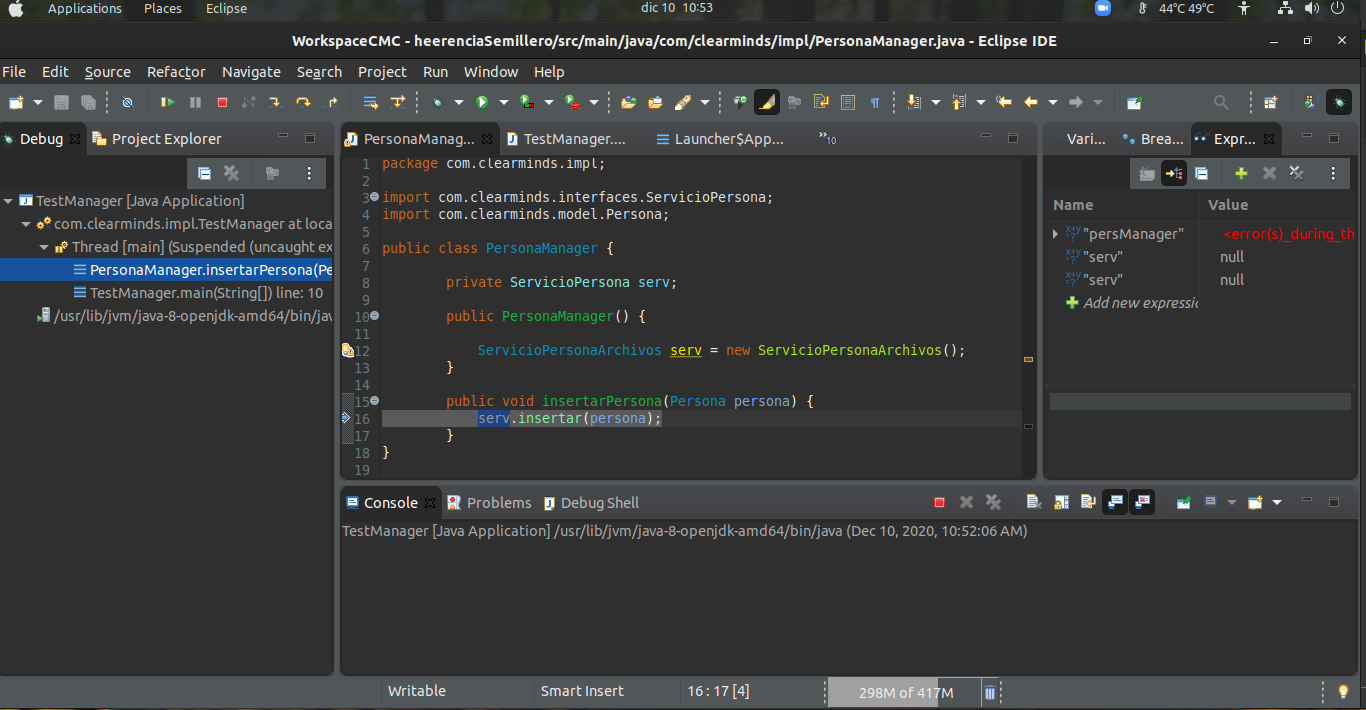 Applications Places Eclipse dic 10 10:53 44°C 49°C
WorkspaceCMC - heerenciaSemillero/src/main/java/com/clearminds/impl/PersonaManager.java - Eclipse IDE
File Edit Source Refactor Navigate Search Project Run Window Help
Debug Project Explorer
TestManager [Java Application]
com.clearminds.impl.TestManager at loca
Thread [main] (Suspended (uncaught ex
PersonaManager.insertarPersona(Pe
TestManager.main(String[]) line: 10
/usr/lib/jvm/java-8-openjdk-amd64/bin/jav
PersonaManag... TestManager.... Launcher$App... »10
1 package com.clearminds.impl;
2
3 import com.clearminds.interfaces.ServicioPersona;
4 import com.clearminds.model.Persona;
5
6 public class PersonaManager {
7
8 private ServicioPersona serv;
9
10 public PersonaManager() {
11
12 ServicioPersonaArchivos serv = new ServicioPersonaArchivos();
13 }
14
15 public void insertarPersona(Persona persona) {
16 serv.insertar(persona);
17 }
18 }
19
Vari... Brea... Expr...
Name Value
"persManager" <error(s)_during_th
"serv" null
"serv" null
Add new expressic
Console Problems Debug Shell
TestManager [Java Application] /usr/lib/jvm/java-8-openjdk-amd64/bin/java (Dec 10, 2020, 10:52:06 AM)
Writable Smart Insert 16 : 17 [4] 298M of 417M